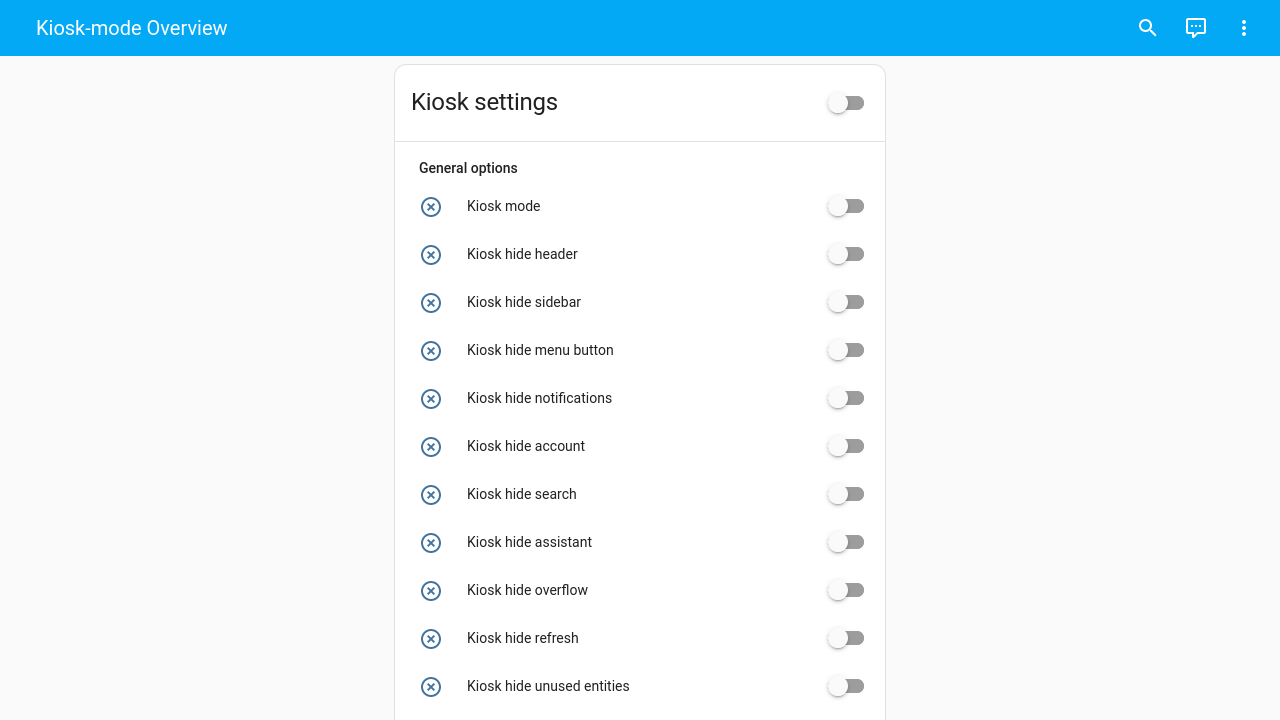 Kiosk-mode Overview
Kiosk settings
General options
Kiosk mode
Kiosk hide header
Kiosk hide sidebar
Kiosk hide menu button
Kiosk hide notifications
Kiosk hide account
Kiosk hide search
Kiosk hide assistant
Kiosk hide overflow
Kiosk hide refresh
Kiosk hide unused entities